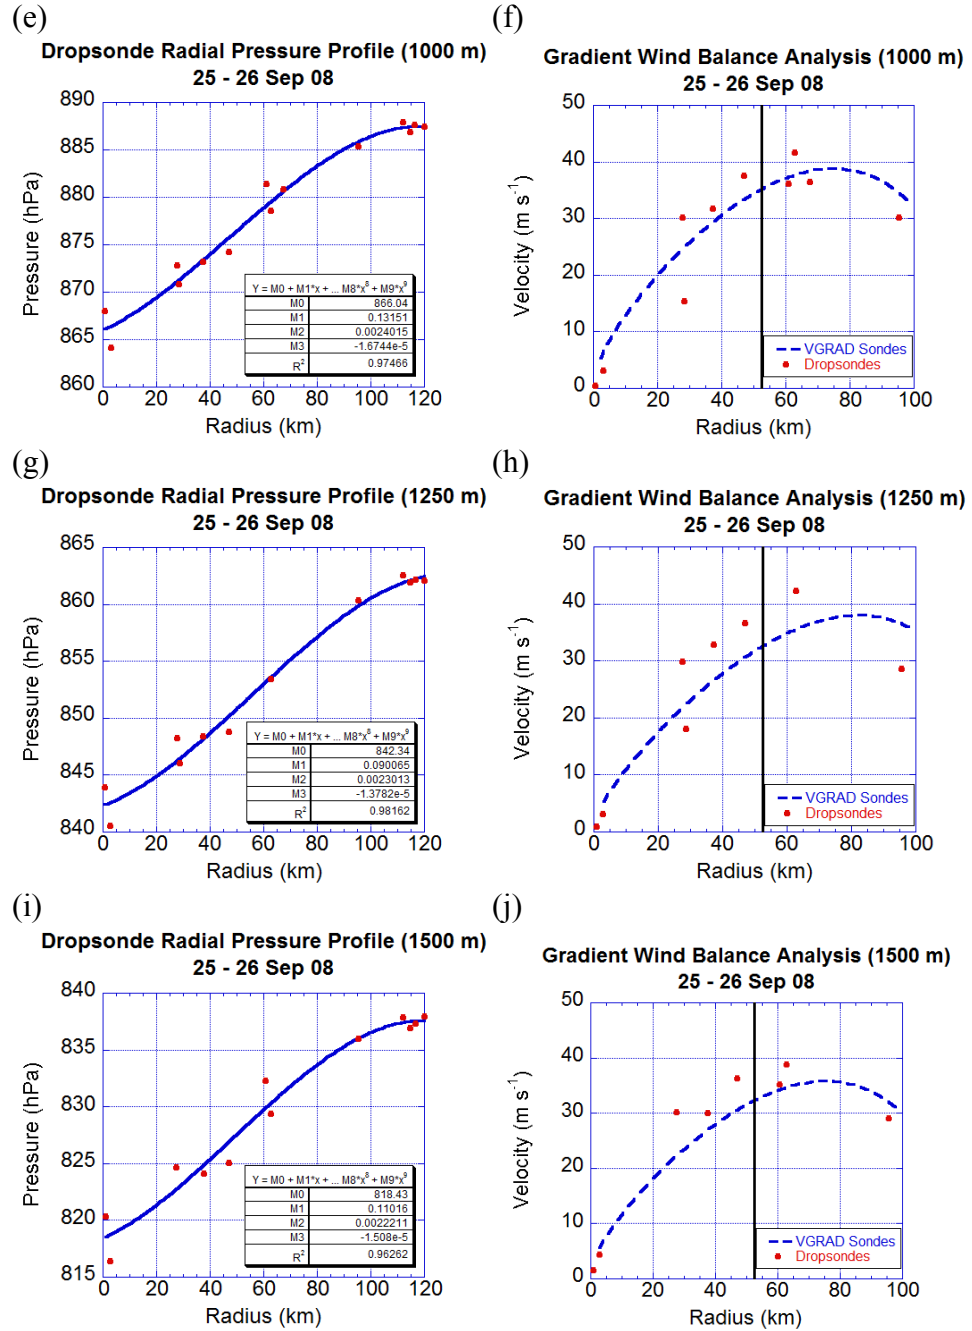 (e)
Dropsonde Radial Pressure Profile (1000 m)
25 - 26 Sep 08
890
885
880
875
870
865
860
Pressure (hPa)
Y = M0 + M1*x + ... M8*x⁸ + M9*x⁹
M0 866.04
M1 0.13151
M2 0.0024015
M3 -1.6744e-5
R² 0.97466
0 20 40 60 80 100 120
Radius (km)
(f)
Gradient Wind Balance Analysis (1000 m)
25 - 26 Sep 08
50
40
30
20
10
0
Velocity (m s⁻¹)
VGRAD Sondes
Dropsondes
0 20 40 60 80 100
Radius (km)
(g)
Dropsonde Radial Pressure Profile (1250 m)
25 - 26 Sep 08
865
860
855
850
845
840
Pressure (hPa)
Y = M0 + M1*x + ... M8*x⁸ + M9*x⁹
M0 842.34
M1 0.090065
M2 0.0023013
M3 -1.3782e-5
R² 0.98162
0 20 40 60 80 100 120
Radius (km)
(h)
Gradient Wind Balance Analysis (1250 m)
25 - 26 Sep 08
50
40
30
20
10
0
Velocity (m s⁻¹)
VGRAD Sondes
Dropsondes
0 20 40 60 80 100
Radius (km)
(i)
Dropsonde Radial Pressure Profile (1500 m)
25 - 26 Sep 08
840
835
830
825
820
815
Pressure (hPa)
Y = M0 + M1*x + ... M8*x⁸ + M9*x⁹
M0 818.43
M1 0.11016
M2 0.0022211
M3 -1.508e-5
R² 0.96262
0 20 40 60 80 100 120
Radius (km)
(j)
Gradient Wind Balance Analysis (1500 m)
25 - 26 Sep 08
50
40
30
20
10
0
Velocity (m s⁻¹)
VGRAD Sondes
Dropsondes
0 20 40 60 80 100
Radius (km)